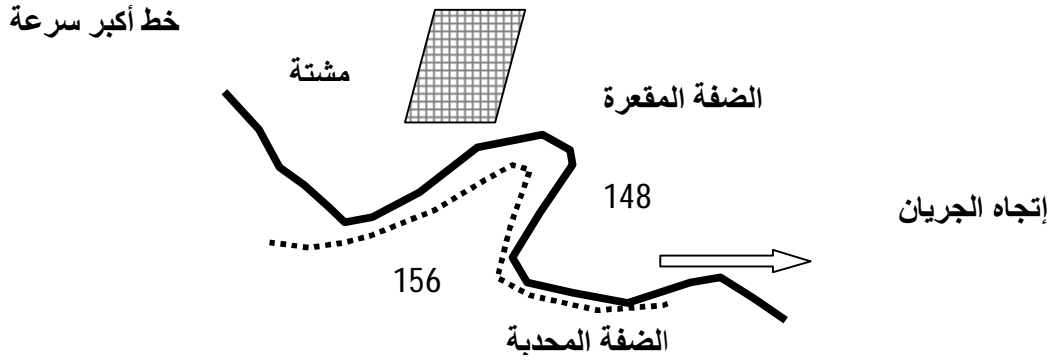 خط أكبر سرعة
مشتة
الضفة المقعرة
148
إتجاه الجريان
156
الضفة المحدبة